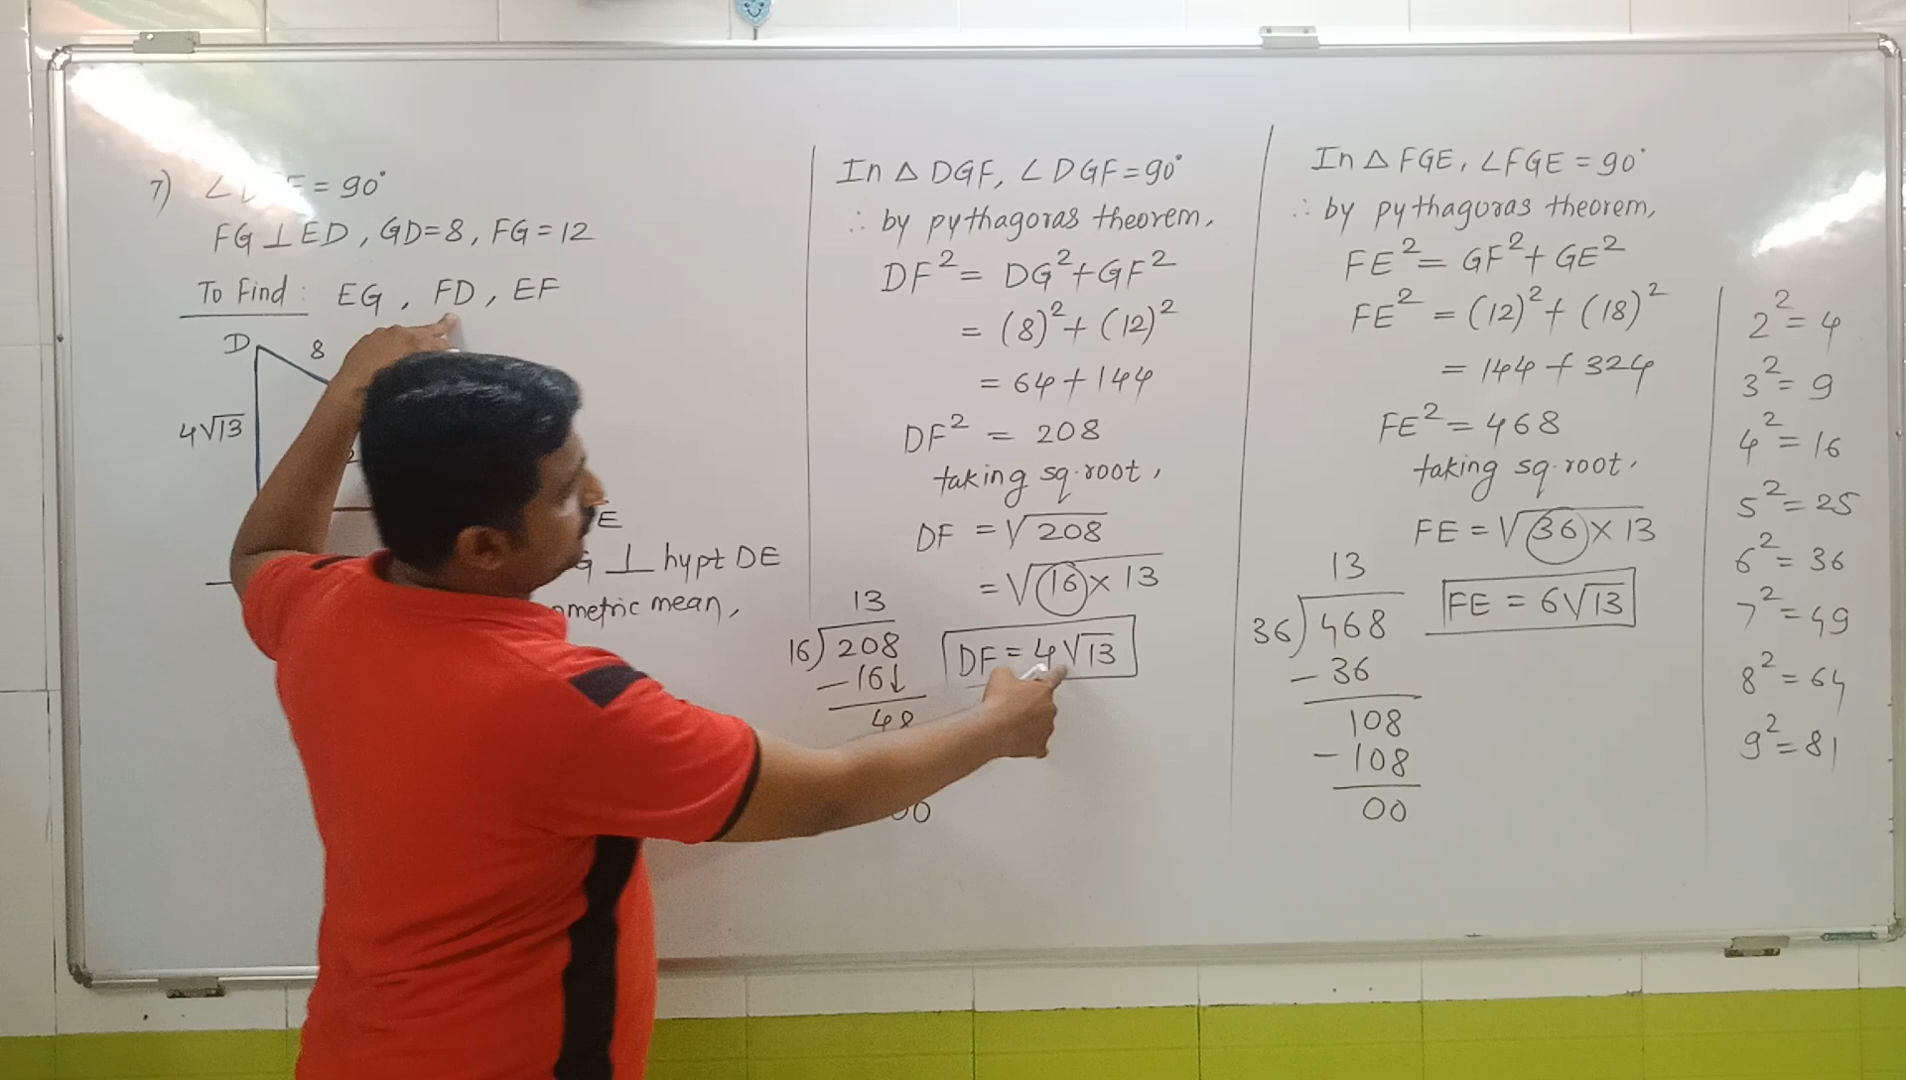 7) ∠ = 90°
FG ⊥ ED, GD=8, FG=12
To Find: EG, FD, EF
D 8
4√13
E
⊥ hypt DE
mean,
In △ DGF, ∠DGF=90°
∴ by pythagoras theorem,
DF² = DG²+GF²
= (8)²+(12)²
= 64+144
DF² = 208
taking sq.root,
DF = √208
= √16×13
DF = 4√13
13
16)208
-16↓
48
00
In △ FGE, ∠FGE = 90°
∴ by pythagoras theorem,
FE² = GF²+GE²
FE² = (12)²+(18)²
= 144+324
FE² = 468
taking sq.root,
FE = √36×13
FE = 6√13
13
36)468
-36
108
-108
00
2²=4
3²=9
4²=16
5²=25
6²=36
7²=49
8²=64
9²=81